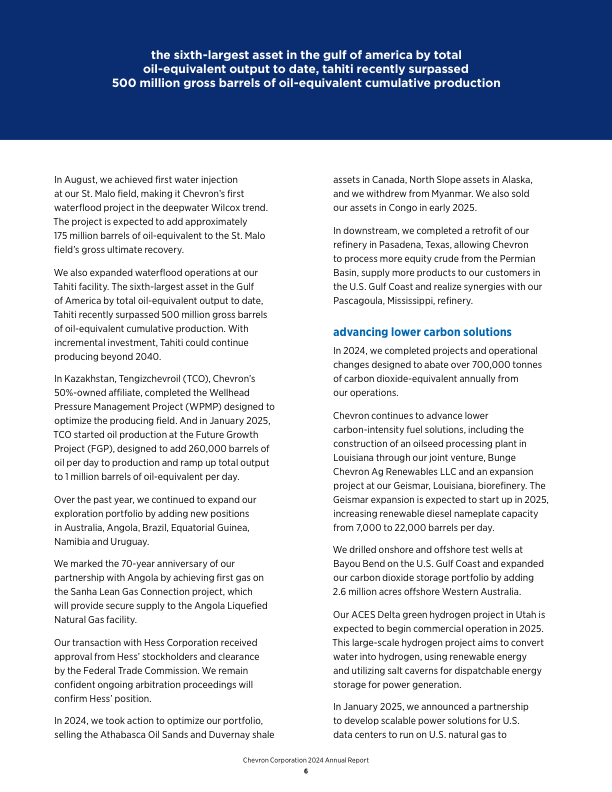 the sixth-largest asset in the gulf of america by total
oil-equivalent output to date, tahiti recently surpassed
500 million gross barrels of oil-equivalent cumulative production
In August, we achieved first water injection
at our St. Malo field, making it Chevron's first
waterflood project in the deepwater Wilcox trend.
The project is expected to add approximately
175 million barrels of oil-equivalent to the St. Malo
field's gross ultimate recovery.
We also expanded waterflood operations at our
Tahiti facility. The sixth-largest asset in the Gulf
of America by total oil-equivalent output to date,
Tahiti recently surpassed 500 million gross barrels
of oil-equivalent cumulative production. With
incremental investment, Tahiti could continue
producing beyond 2040.
In Kazakhstan, Tengizchevroil (TCO), Chevron's
50%-owned affiliate, completed the Wellhead
Pressure Management Project (WPMP) designed to
optimize the producing field. And in January 2025,
TCO started oil production at the Future Growth
Project (FGP), designed to add 260,000 barrels of
oil per day to production and ramp up total output
to 1 million barrels of oil-equivalent per day.
Over the past year, we continued to expand our
exploration portfolio by adding new positions
in Australia, Angola, Brazil, Equatorial Guinea,
Namibia and Uruguay.
We marked the 70-year anniversary of our
partnership with Angola by achieving first gas on
the Sanha Lean Gas Connection project, which
will provide secure supply to the Angola Liquefied
Natural Gas facility.
Our transaction with Hess Corporation received
approval from Hess' stockholders and clearance
by the Federal Trade Commission. We remain
confident ongoing arbitration proceedings will
confirm Hess' position.
In 2024, we took action to optimize our portfolio,
selling the Athabasca Oil Sands and Duvernay shale
assets in Canada, North Slope assets in Alaska,
and we withdrew from Myanmar. We also sold
our assets in Congo in early 2025.
In downstream, we completed a retrofit of our
refinery in Pasadena, Texas, allowing Chevron
to process more equity crude from the Permian
Basin, supply more products to our customers in
the U.S. Gulf Coast and realize synergies with our
Pascagoula, Mississippi, refinery.
advancing lower carbon solutions
In 2024, we completed projects and operational
changes designed to abate over 700,000 tonnes
of carbon dioxide-equivalent annually from
our operations.
Chevron continues to advance lower
carbon-intensity fuel solutions, including the
construction of an oilseed processing plant in
Louisiana through our joint venture, Bunge
Chevron Ag Renewables LLC and an expansion
project at our Geismar, Louisiana, biorefinery. The
Geismar expansion is expected to start up in 2025,
increasing renewable diesel nameplate capacity
from 7,000 to 22,000 barrels per day.
We drilled onshore and offshore test wells at
Bayou Bend on the U.S. Gulf Coast and expanded
our carbon dioxide storage portfolio by adding
2.6 million acres offshore Western Australia.
Our ACES Delta green hydrogen project in Utah is
expected to begin commercial operation in 2025.
This large-scale hydrogen project aims to convert
water into hydrogen, using renewable energy
and utilizing salt caverns for dispatchable energy
storage for power generation.
In January 2025, we announced a partnership
to develop scalable power solutions for U.S.
data centers to run on U.S. natural gas to
Chevron Corporation 2024 Annual Report
6